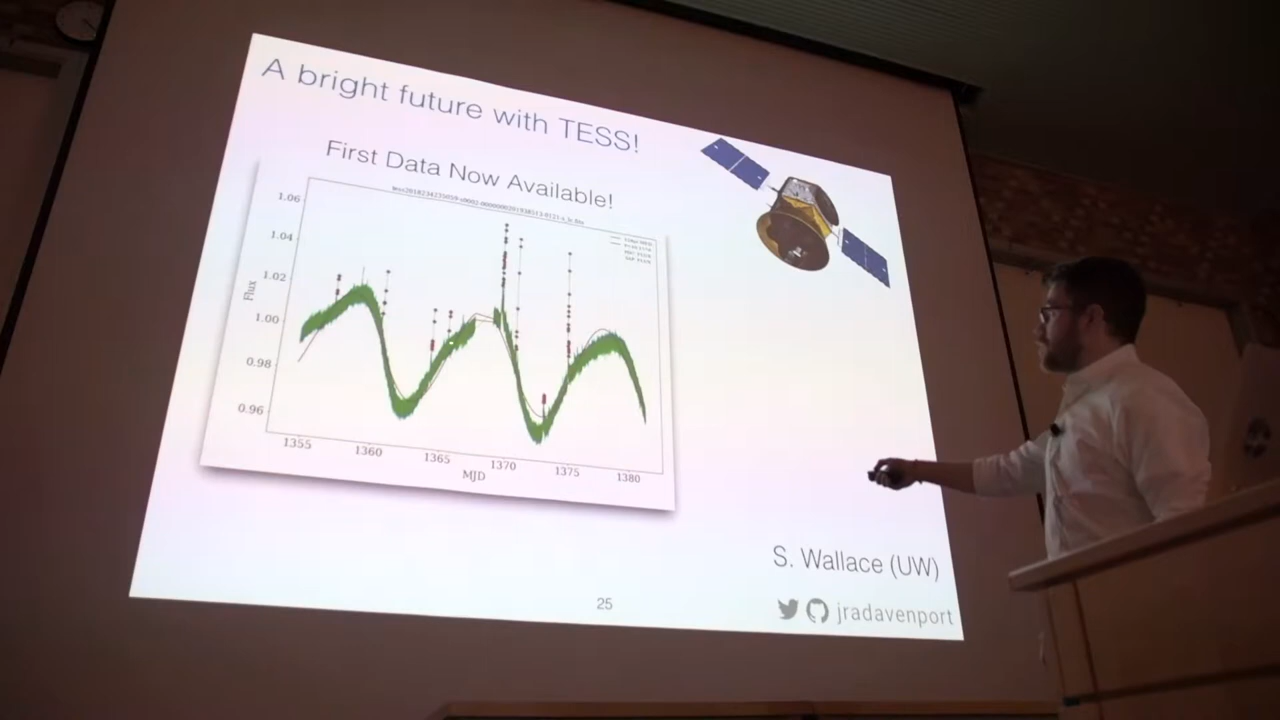 A bright future with TESS!
First Data Now Available!
1.06
1.04
1.02
1.00
0.98
0.96
Flux
1355
1360
1365
1370
1375
1380
MJD
S. Wallace (UW)
25
jradavenport